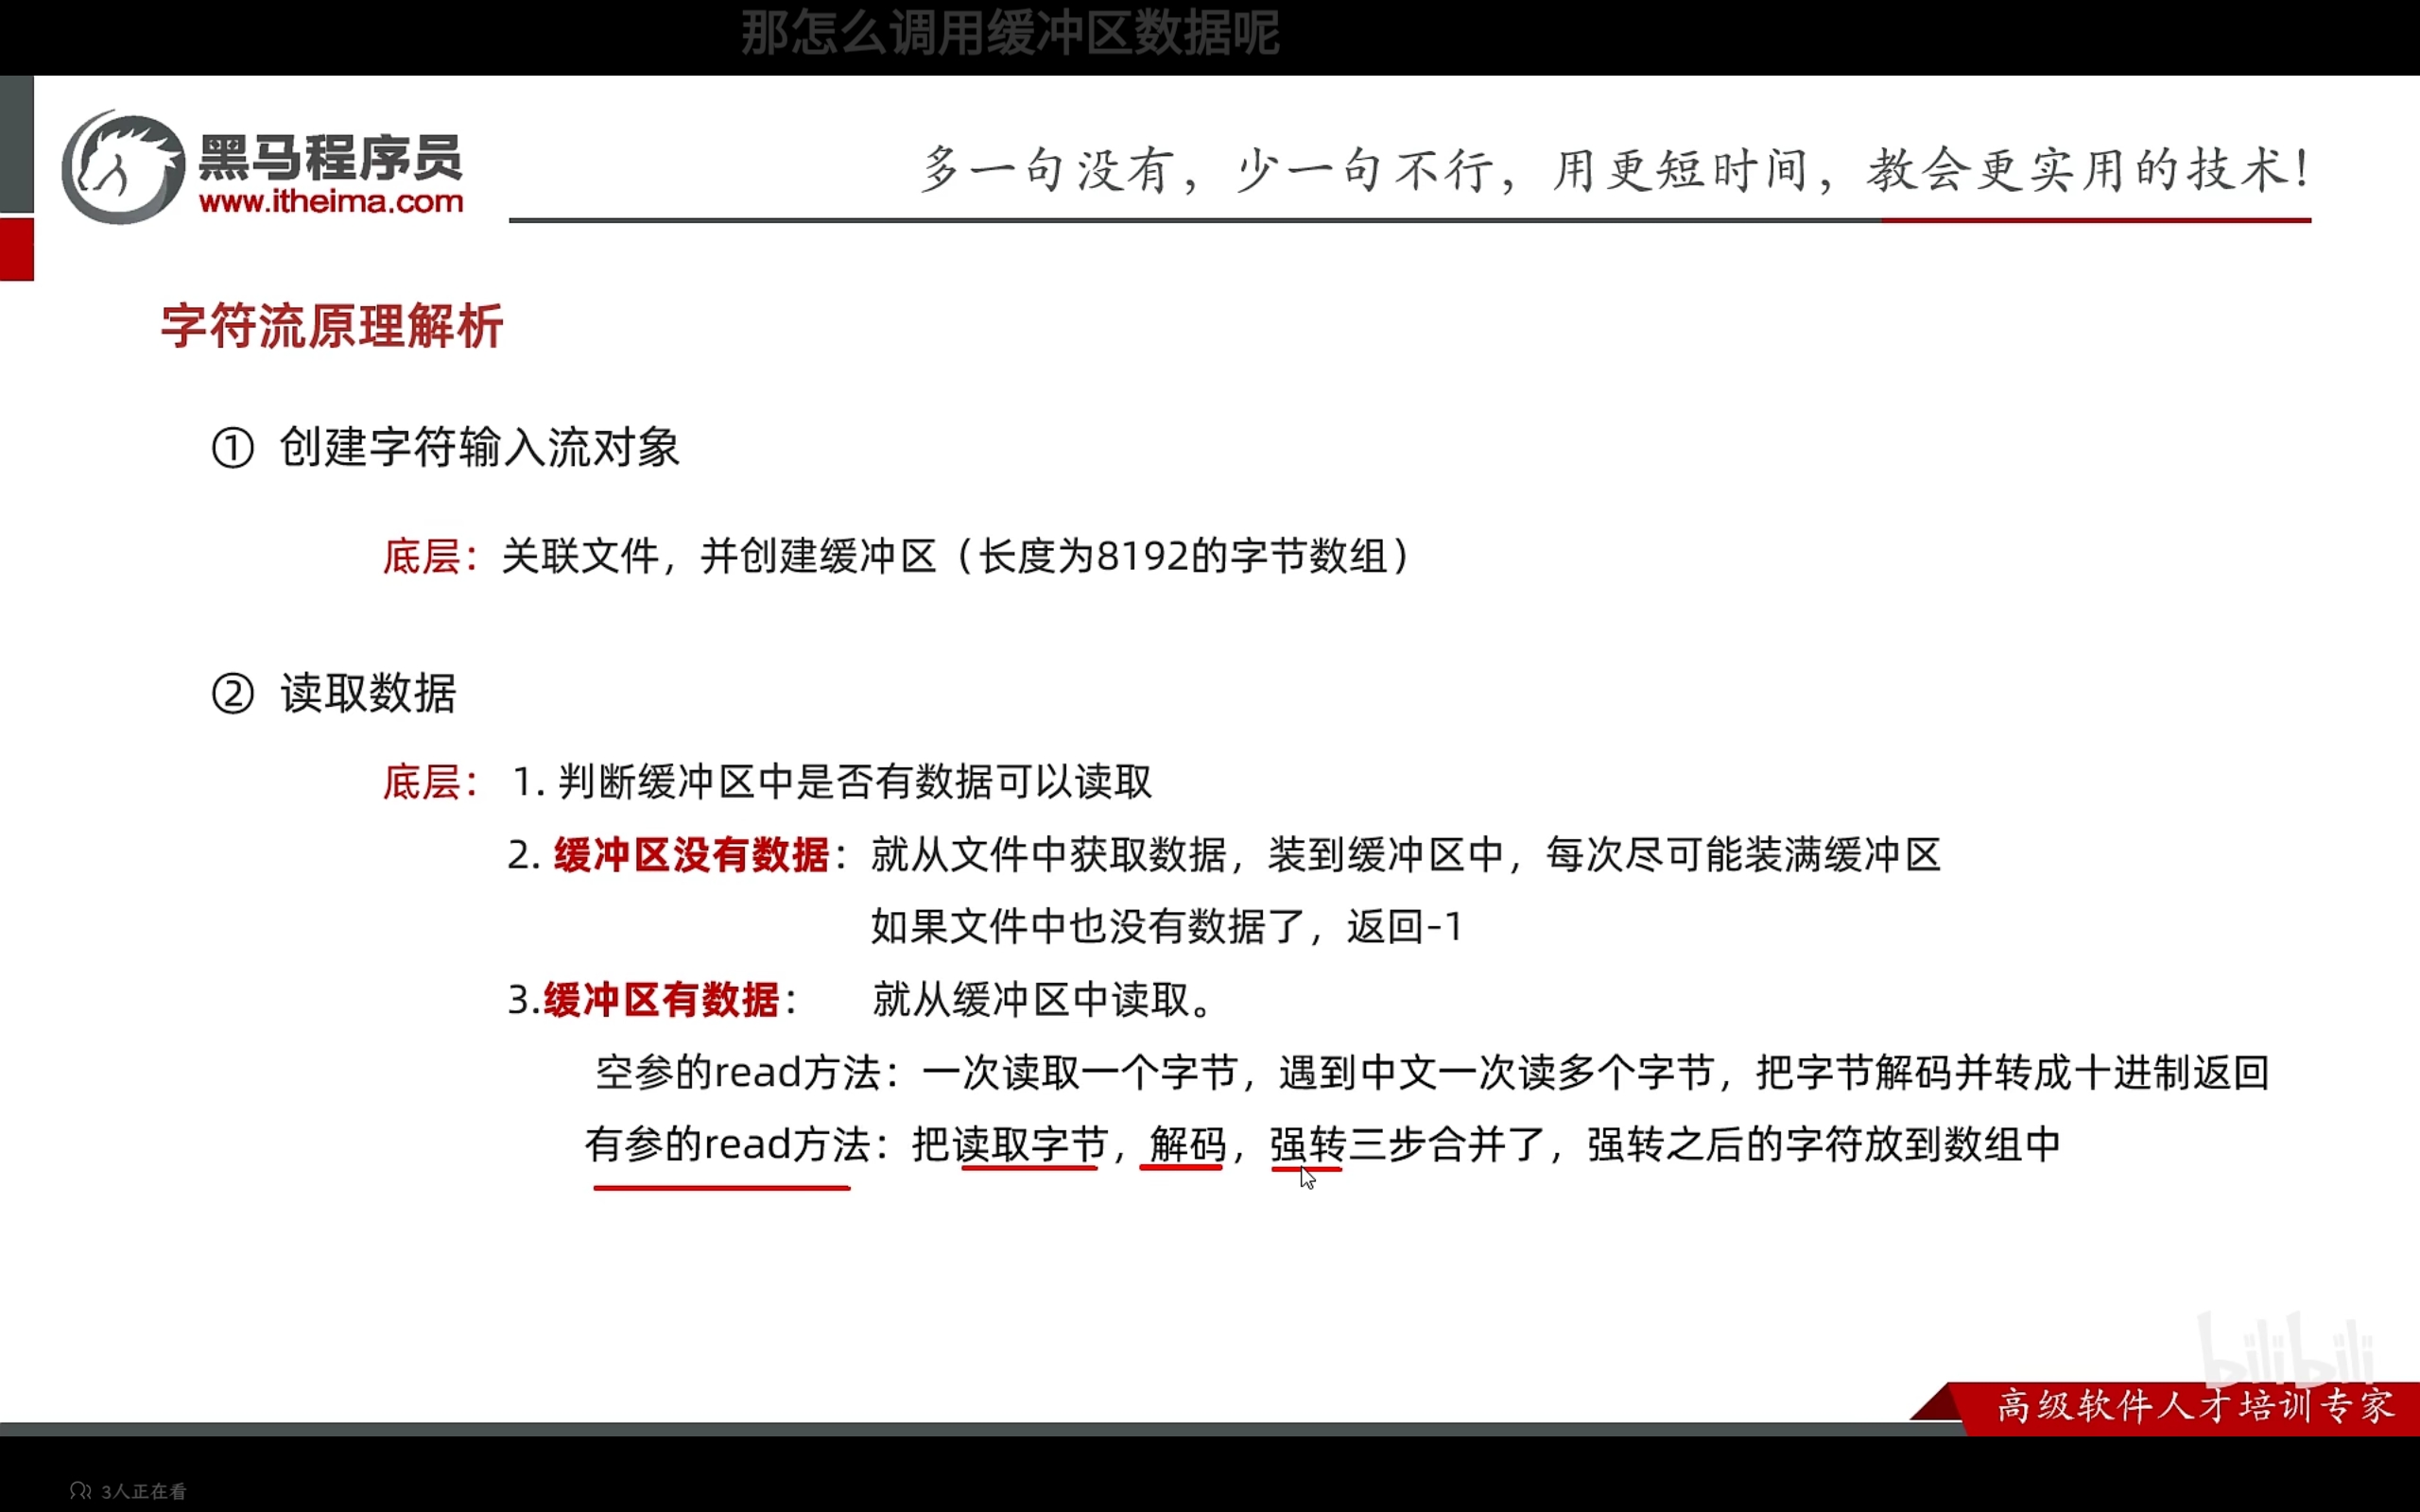 那怎么调用缓冲区数据呢
黑马程序员
www.itheima.com
多一句没有，少一句不行，用更短时间，教会更实用的技术！
字符流原理解析
① 创建字符输入流对象
底层：关联文件，并创建缓冲区（长度为8192的字节数组）
② 读取数据
底层： 1. 判断缓冲区中是否有数据可以读取
2. 缓冲区没有数据：就从文件中获取数据，装到缓冲区中，每次尽可能装满缓冲区
如果文件中也没有数据了，返回-1
3.缓冲区有数据： 就从缓冲区中读取。
空参的read方法：一次读取一个字节，遇到中文一次读多个字节，把字节解码并转成十进制返回
有参的read方法：把读取字节，解码，强转三步合并了，强转之后的字符放到数组中
bilibili
高级软件人才培训专家
3人正在看